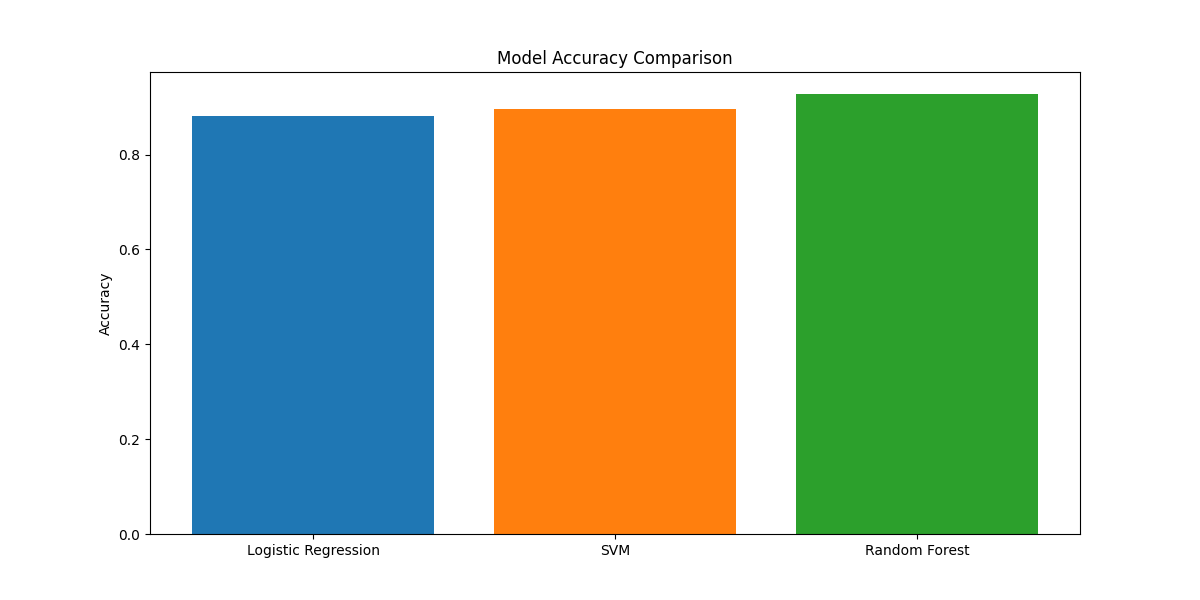 Model Accuracy Comparison
Accuracy
0.8
0.6
0.4
0.2
0.0
Logistic Regression
SVM
Random Forest